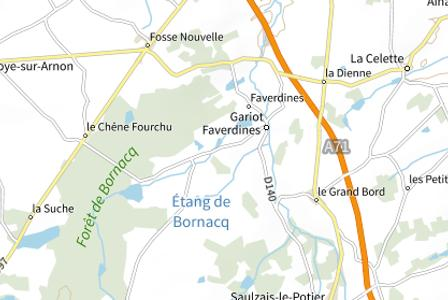 Fosse Nouvelle
La Celette
oye-sur-Arnon
la Dienne
Faverdines
Gariot
Faverdines
le Chêne Fourchu
A71
Forêt de Bornacq
D140
les Petit
le Grand Bord
Étang de
Bornacq
la Suche
97
Saulzais-le-Potier